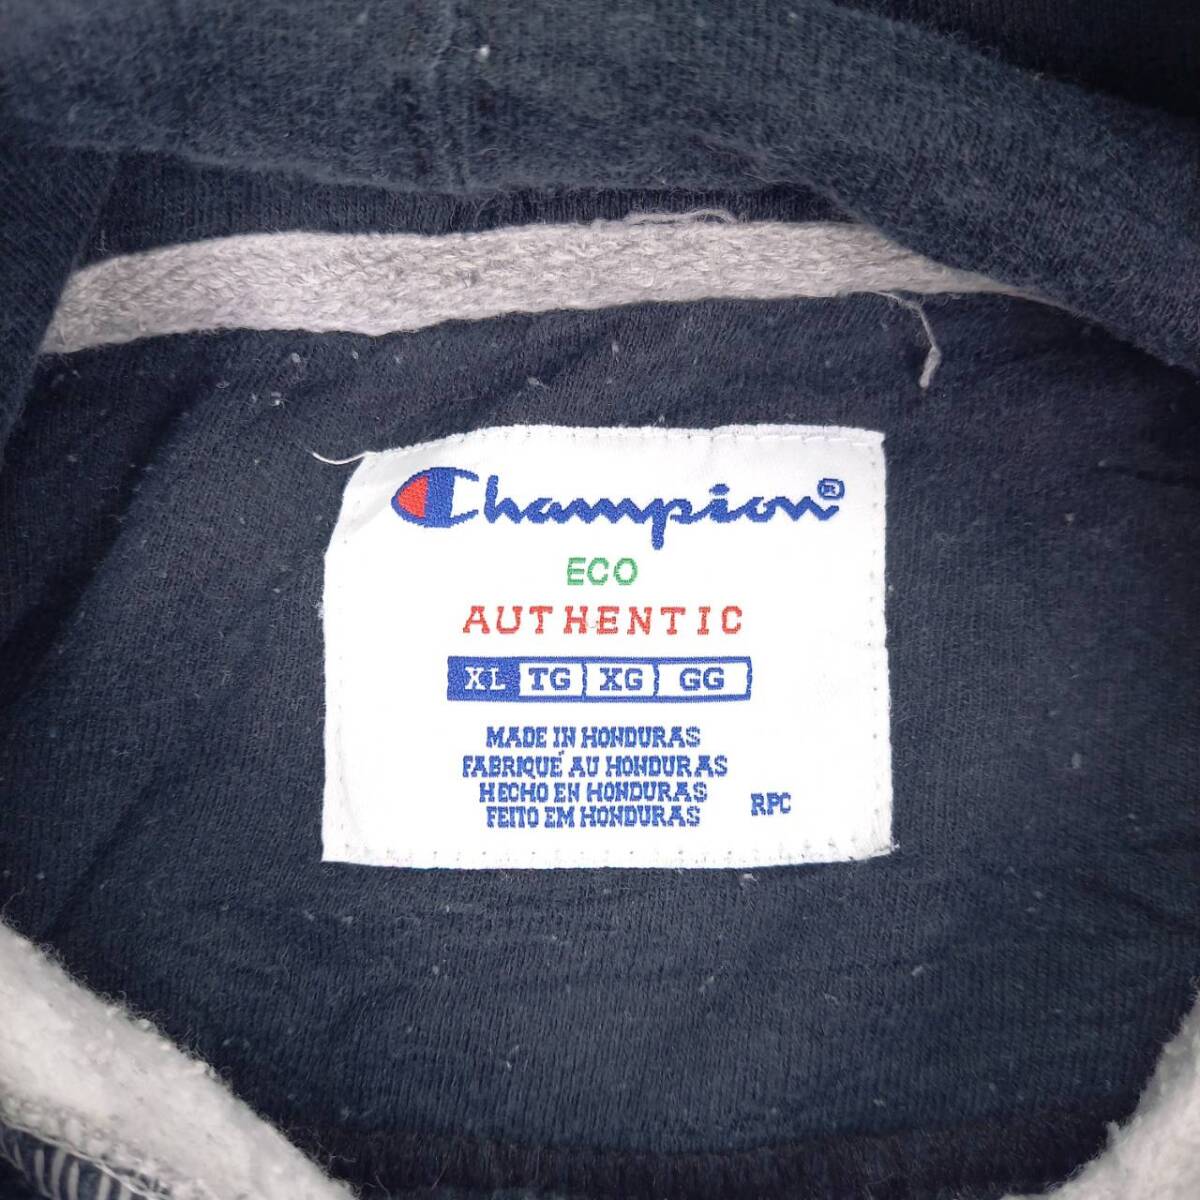 Champion®
ECO
AUTHENTIC
XL TG XG GG
MADE IN HONDURAS
FABRIQUÉ AU HONDURAS
HECHO EN HONDURAS
FEITO EM HONDURAS
RPC